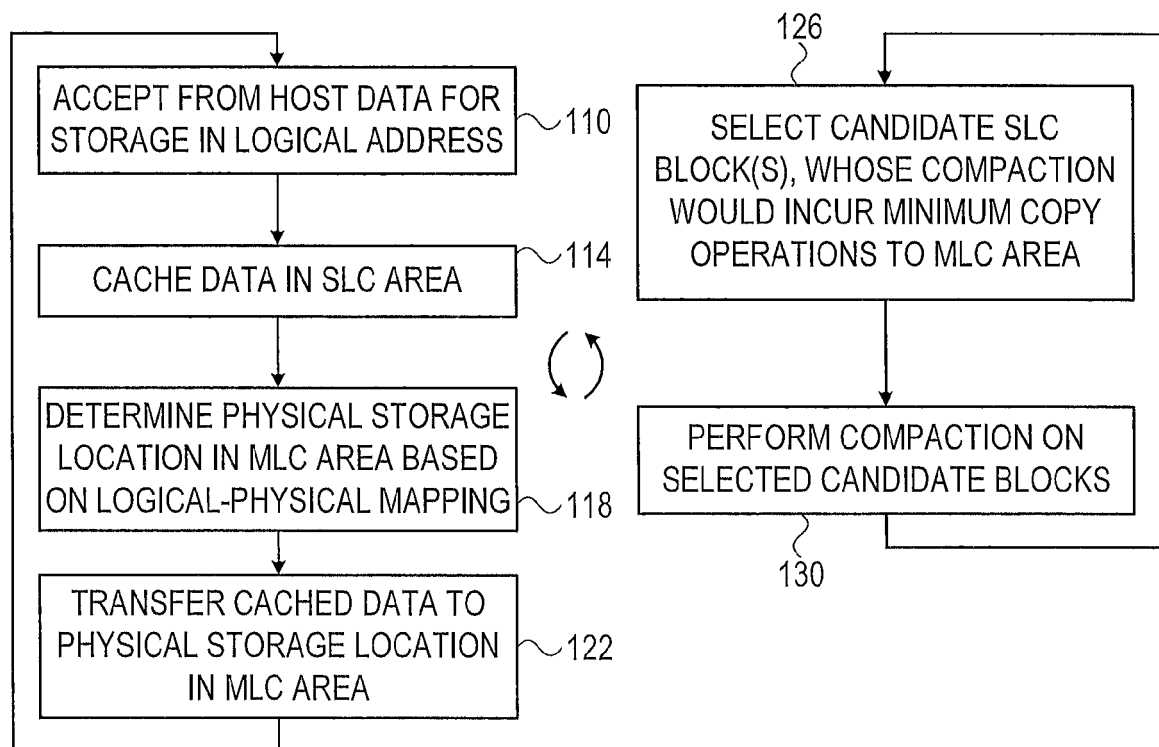 ACCEPT FROM HOST DATA FOR
STORAGE IN LOGICAL ADDRESS
110
CACHE DATA IN SLC AREA
114
DETERMINE PHYSICAL STORAGE
LOCATION IN MLC AREA BASED
ON LOGICAL-PHYSICAL MAPPING
118
TRANSFER CACHED DATA TO
PHYSICAL STORAGE LOCATION
IN MLC AREA
122
126
SELECT CANDIDATE SLC
BLOCK(S), WHOSE COMPACTION
WOULD INCUR MINIMUM COPY
OPERATIONS TO MLC AREA
PERFORM COMPACTION ON
SELECTED CANDIDATE BLOCKS
130